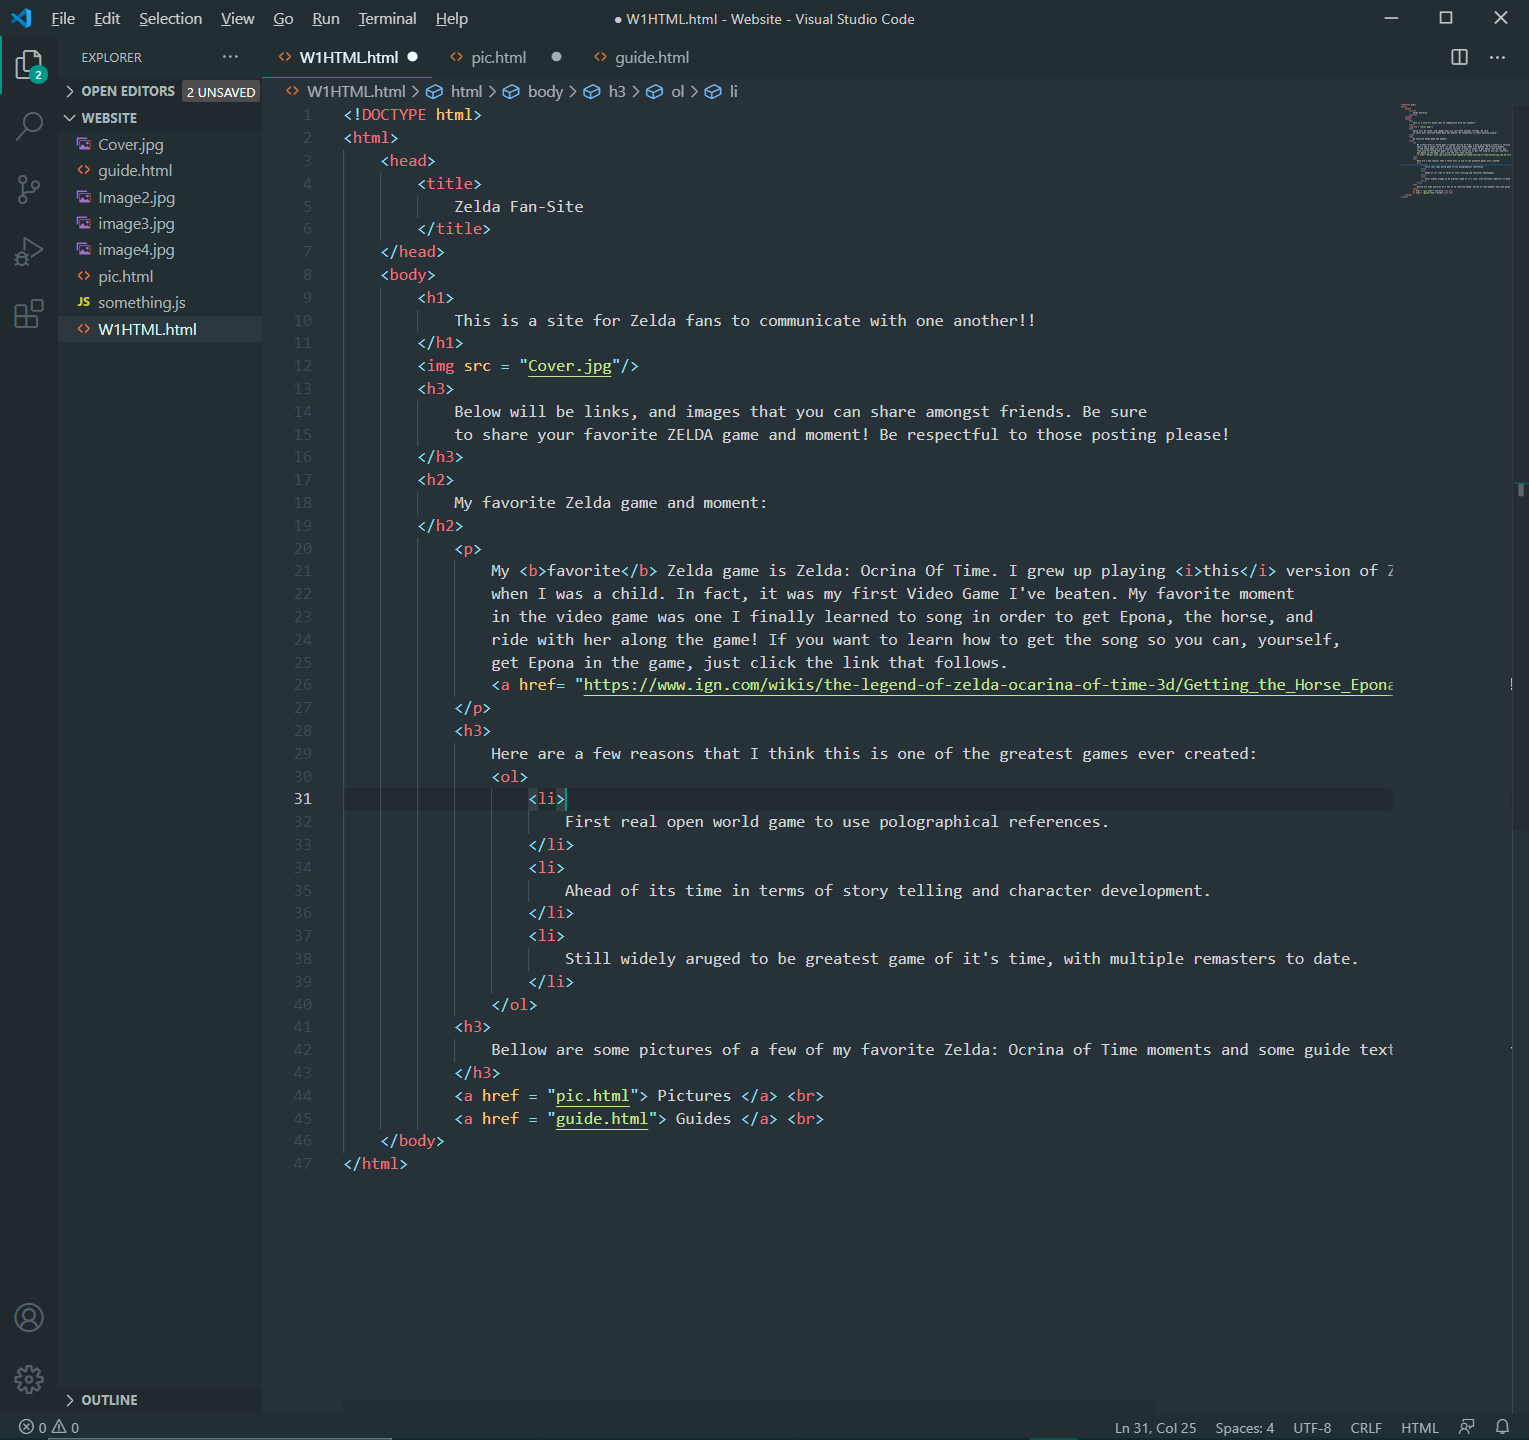 File Edit Selection View Go Run Terminal Help
● W1HTML.html - Website - Visual Studio Code
2
EXPLORER
W1HTML.html
pic.html
guide.html
OPEN EDITORS 2 UNSAVED
WEBSITE
Cover.jpg
guide.html
Image2.jpg
image3.jpg
image4.jpg
pic.html
JS something.js
W1HTML.html
OUTLINE
W1HTML.html > html > body > h3 > ol > li
1 <!DOCTYPE html>
2 <html>
3 <head>
4 <title>
5 Zelda Fan-Site
6 </title>
7 </head>
8 <body>
9 <h1>
10 This is a site for Zelda fans to communicate with one another!!
11 </h1>
12 <img src = "Cover.jpg"/>
13 <h3>
14 Below will be links, and images that you can share amongst friends. Be sure
15 to share your favorite ZELDA game and moment! Be respectful to those posting please!
16 </h3>
17 <h2>
18 My favorite Zelda game and moment:
19 </h2>
20 <p>
21 My <b>favorite</b> Zelda game is Zelda: Ocrina Of Time. I grew up playing <i>this</i> version of Z
22 when I was a child. In fact, it was my first Video Game I've beaten. My favorite moment
23 in the video game was one I finally learned to song in order to get Epona, the horse, and
24 ride with her along the game! If you want to learn how to get the song so you can, yourself,
25 get Epona in the game, just click the link that follows.
26 <a href= "https://www.ign.com/wikis/the-legend-of-zelda-ocarina-of-time-3d/Getting_the_Horse_Epona
27 </p>
28 <h3>
29 Here are a few reasons that I think this is one of the greatest games ever created:
30 <ol>
31 <li>
32 First real open world game to use polographical references.
33 </li>
34 <li>
35 Ahead of its time in terms of story telling and character development.
36 </li>
37 <li>
38 Still widely aruged to be greatest game of it's time, with multiple remasters to date.
39 </li>
40 </ol>
41 <h3>
42 Bellow are some pictures of a few of my favorite Zelda: Ocrina of Time moments and some guide text
43 </h3>
44 <a href = "pic.html"> Pictures </a> <br>
45 <a href = "guide.html"> Guides </a> <br>
46 </body>
47 </html>
0 0
Ln 31, Col 25 Spaces: 4 UTF-8 CRLF HTML